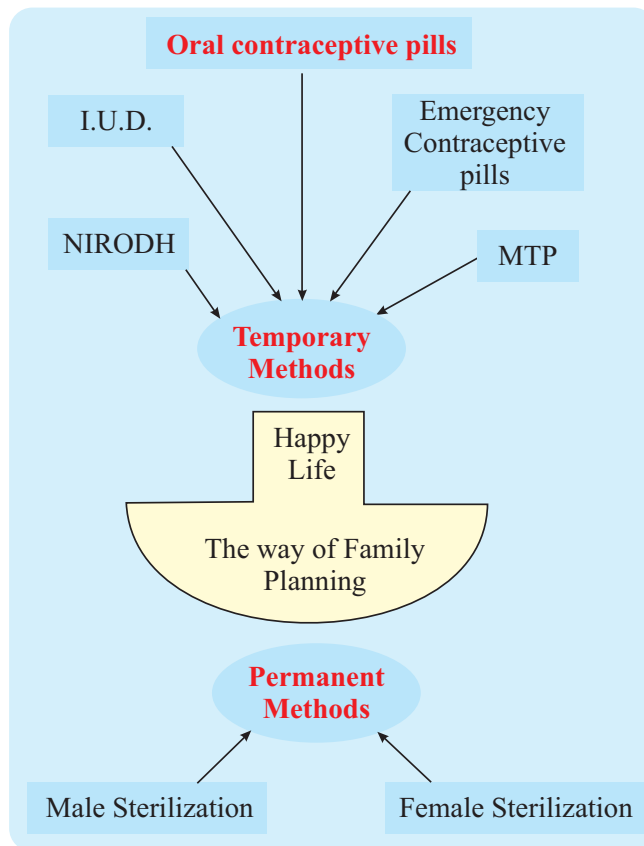 Oral contraceptive pills
I.U.D.
Emergency
Contraceptive
pills
NIRODH
MTP
Temporary
Methods
Happy
Life
The way of Family
Planning
Permanent
Methods
Male Sterilization
Female Sterilization